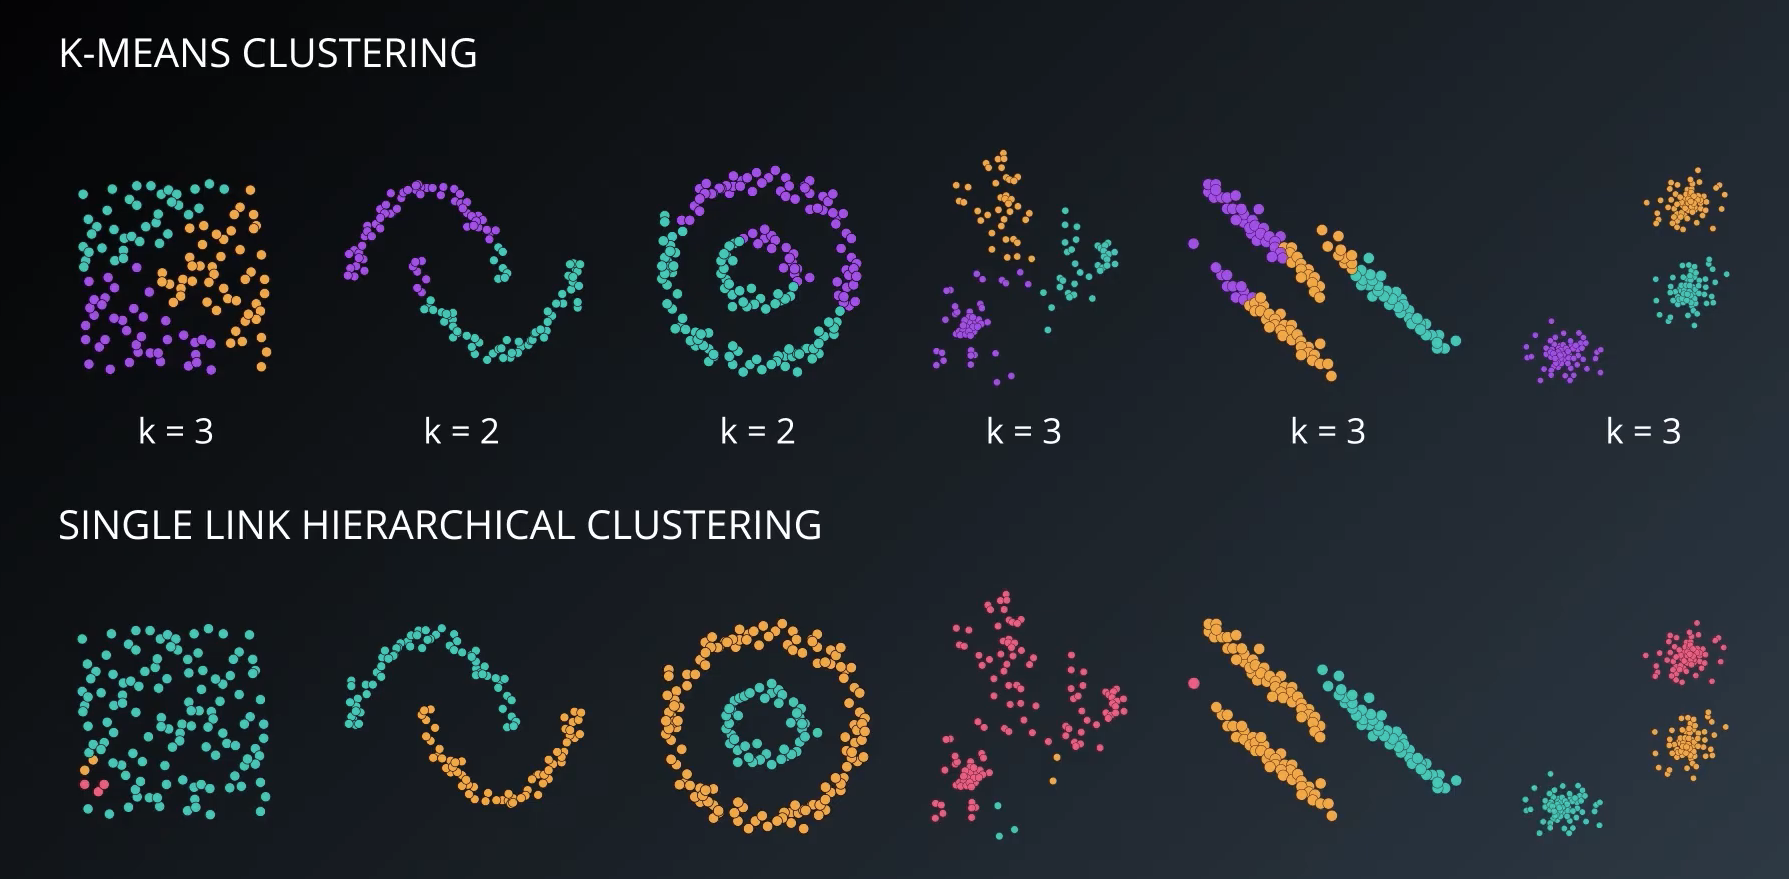 K-MEANS CLUSTERING
k = 3
k = 2
k = 2
k = 3
k = 3
k = 3
SINGLE LINK HIERARCHICAL CLUSTERING